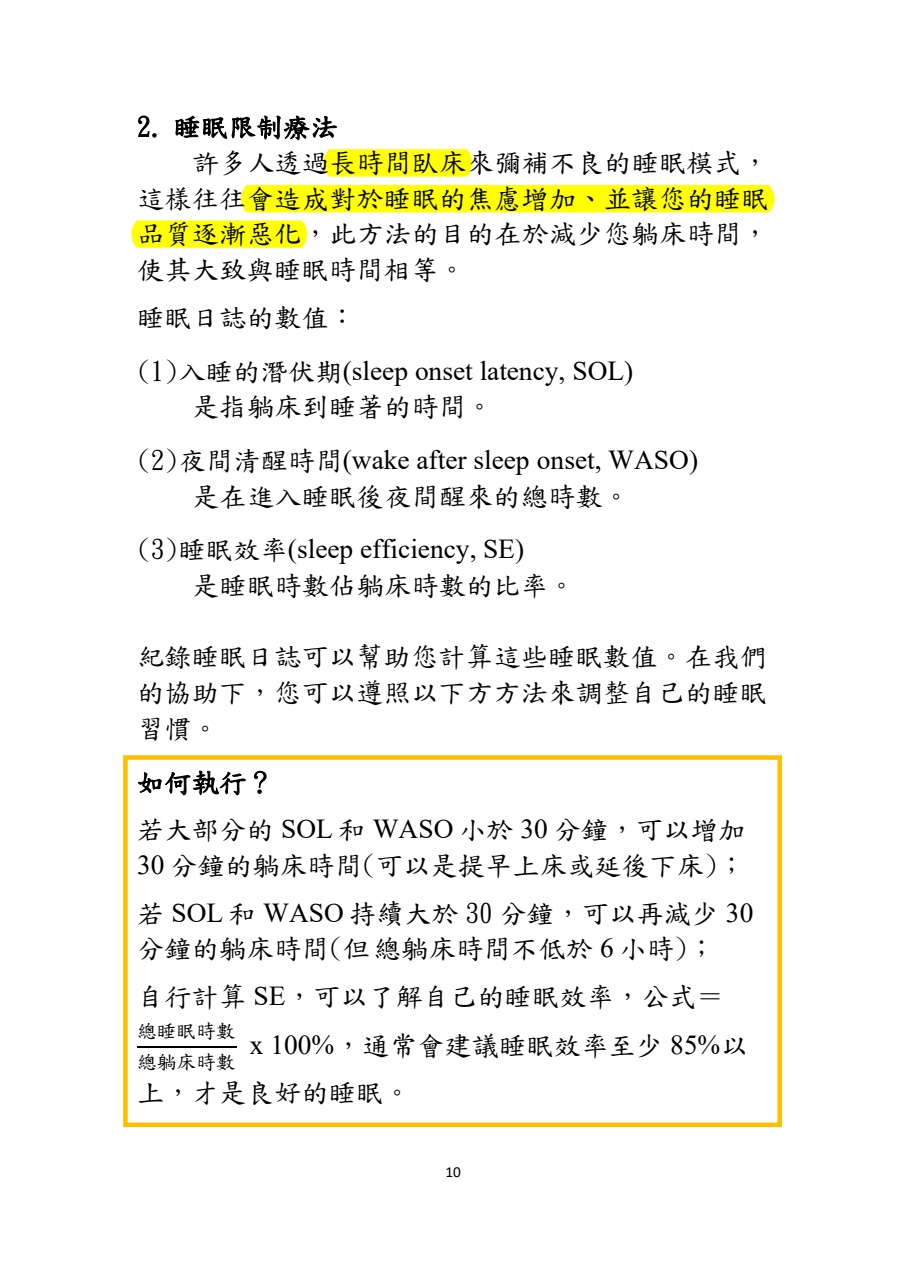 2. 睡眠限制療法
許多人透過長時間臥床來彌補不良的睡眠模式，
這樣往往會造成對於睡眠的焦慮增加、並讓您的睡眠
品質逐漸惡化，此方法的目的在於減少您躺床時間，
使其大致與睡眠時間相等。
睡眠日誌的數值：
(1)入睡的潛伏期(sleep onset latency, SOL)
是指躺床到睡著的時間。
(2)夜間清醒時間(wake after sleep onset, WASO)
是在進入睡眠後夜間醒來的總時數。
(3)睡眠效率(sleep efficiency, SE)
是睡眠時數佔躺床時數的比率。
紀錄睡眠日誌可以幫助您計算這些睡眠數值。在我們
的協助下，您可以遵照以下方方法來調整自己的睡眠
習慣。
如何執行？
若大部分的 SOL 和 WASO 小於 30 分鐘，可以增加
30 分鐘的躺床時間(可以是提早上床或延後下床)；
若 SOL 和 WASO 持續大於 30 分鐘，可以再減少 30
分鐘的躺床時間(但總躺床時間不低於 6 小時)；
自行計算 SE，可以了解自己的睡眠效率，公式＝
總睡眠時數
總躺床時數
x 100%，通常會建議睡眠效率至少 85%以
上，才是良好的睡眠。
10